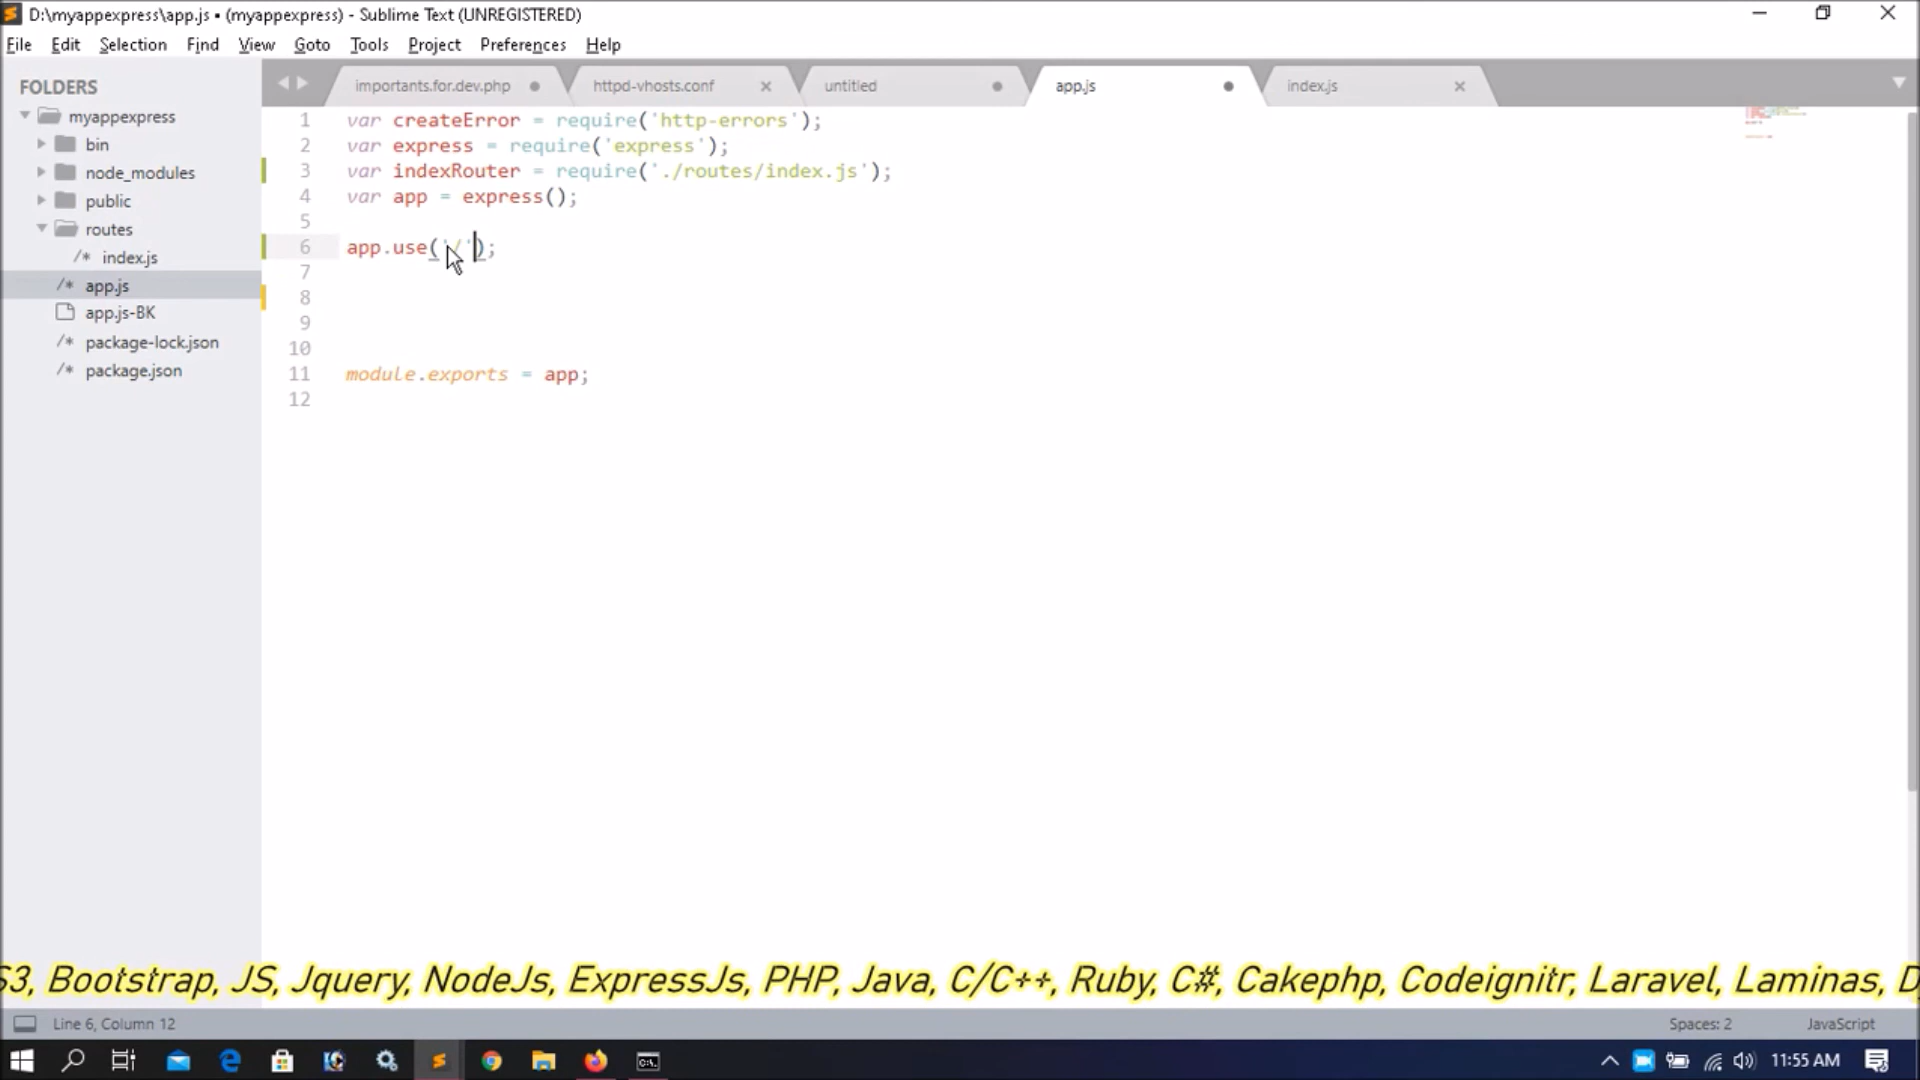 D:\myappexpress\app.js • (myappexpress) - Sublime Text (UNREGISTERED)
File Edit Selection Find View Goto Tools Project Preferences Help
FOLDERS
myappexpress
bin
node_modules
public
routes
/* index.js
/* app.js
app.js-BK
/* package-lock.json
/* package.json
importants.for.dev.php httpd-vhosts.conf untitled app.js index.js
1 var createError = require('http-errors');
2 var express = require('express');
3 var indexRouter = require('./routes/index.js');
4 var app = express();
5
6 app.use('/');
7
8
9
10
11 module.exports = app;
12
S3, Bootstrap, JS, Jquery, NodeJs, ExpressJs, PHP, Java, C/C++, Ruby, C#, Cakephp, Codeignitr, Laravel, Laminas, D
Line 6, Column 12 Spaces: 2 JavaScript
11:55 AM